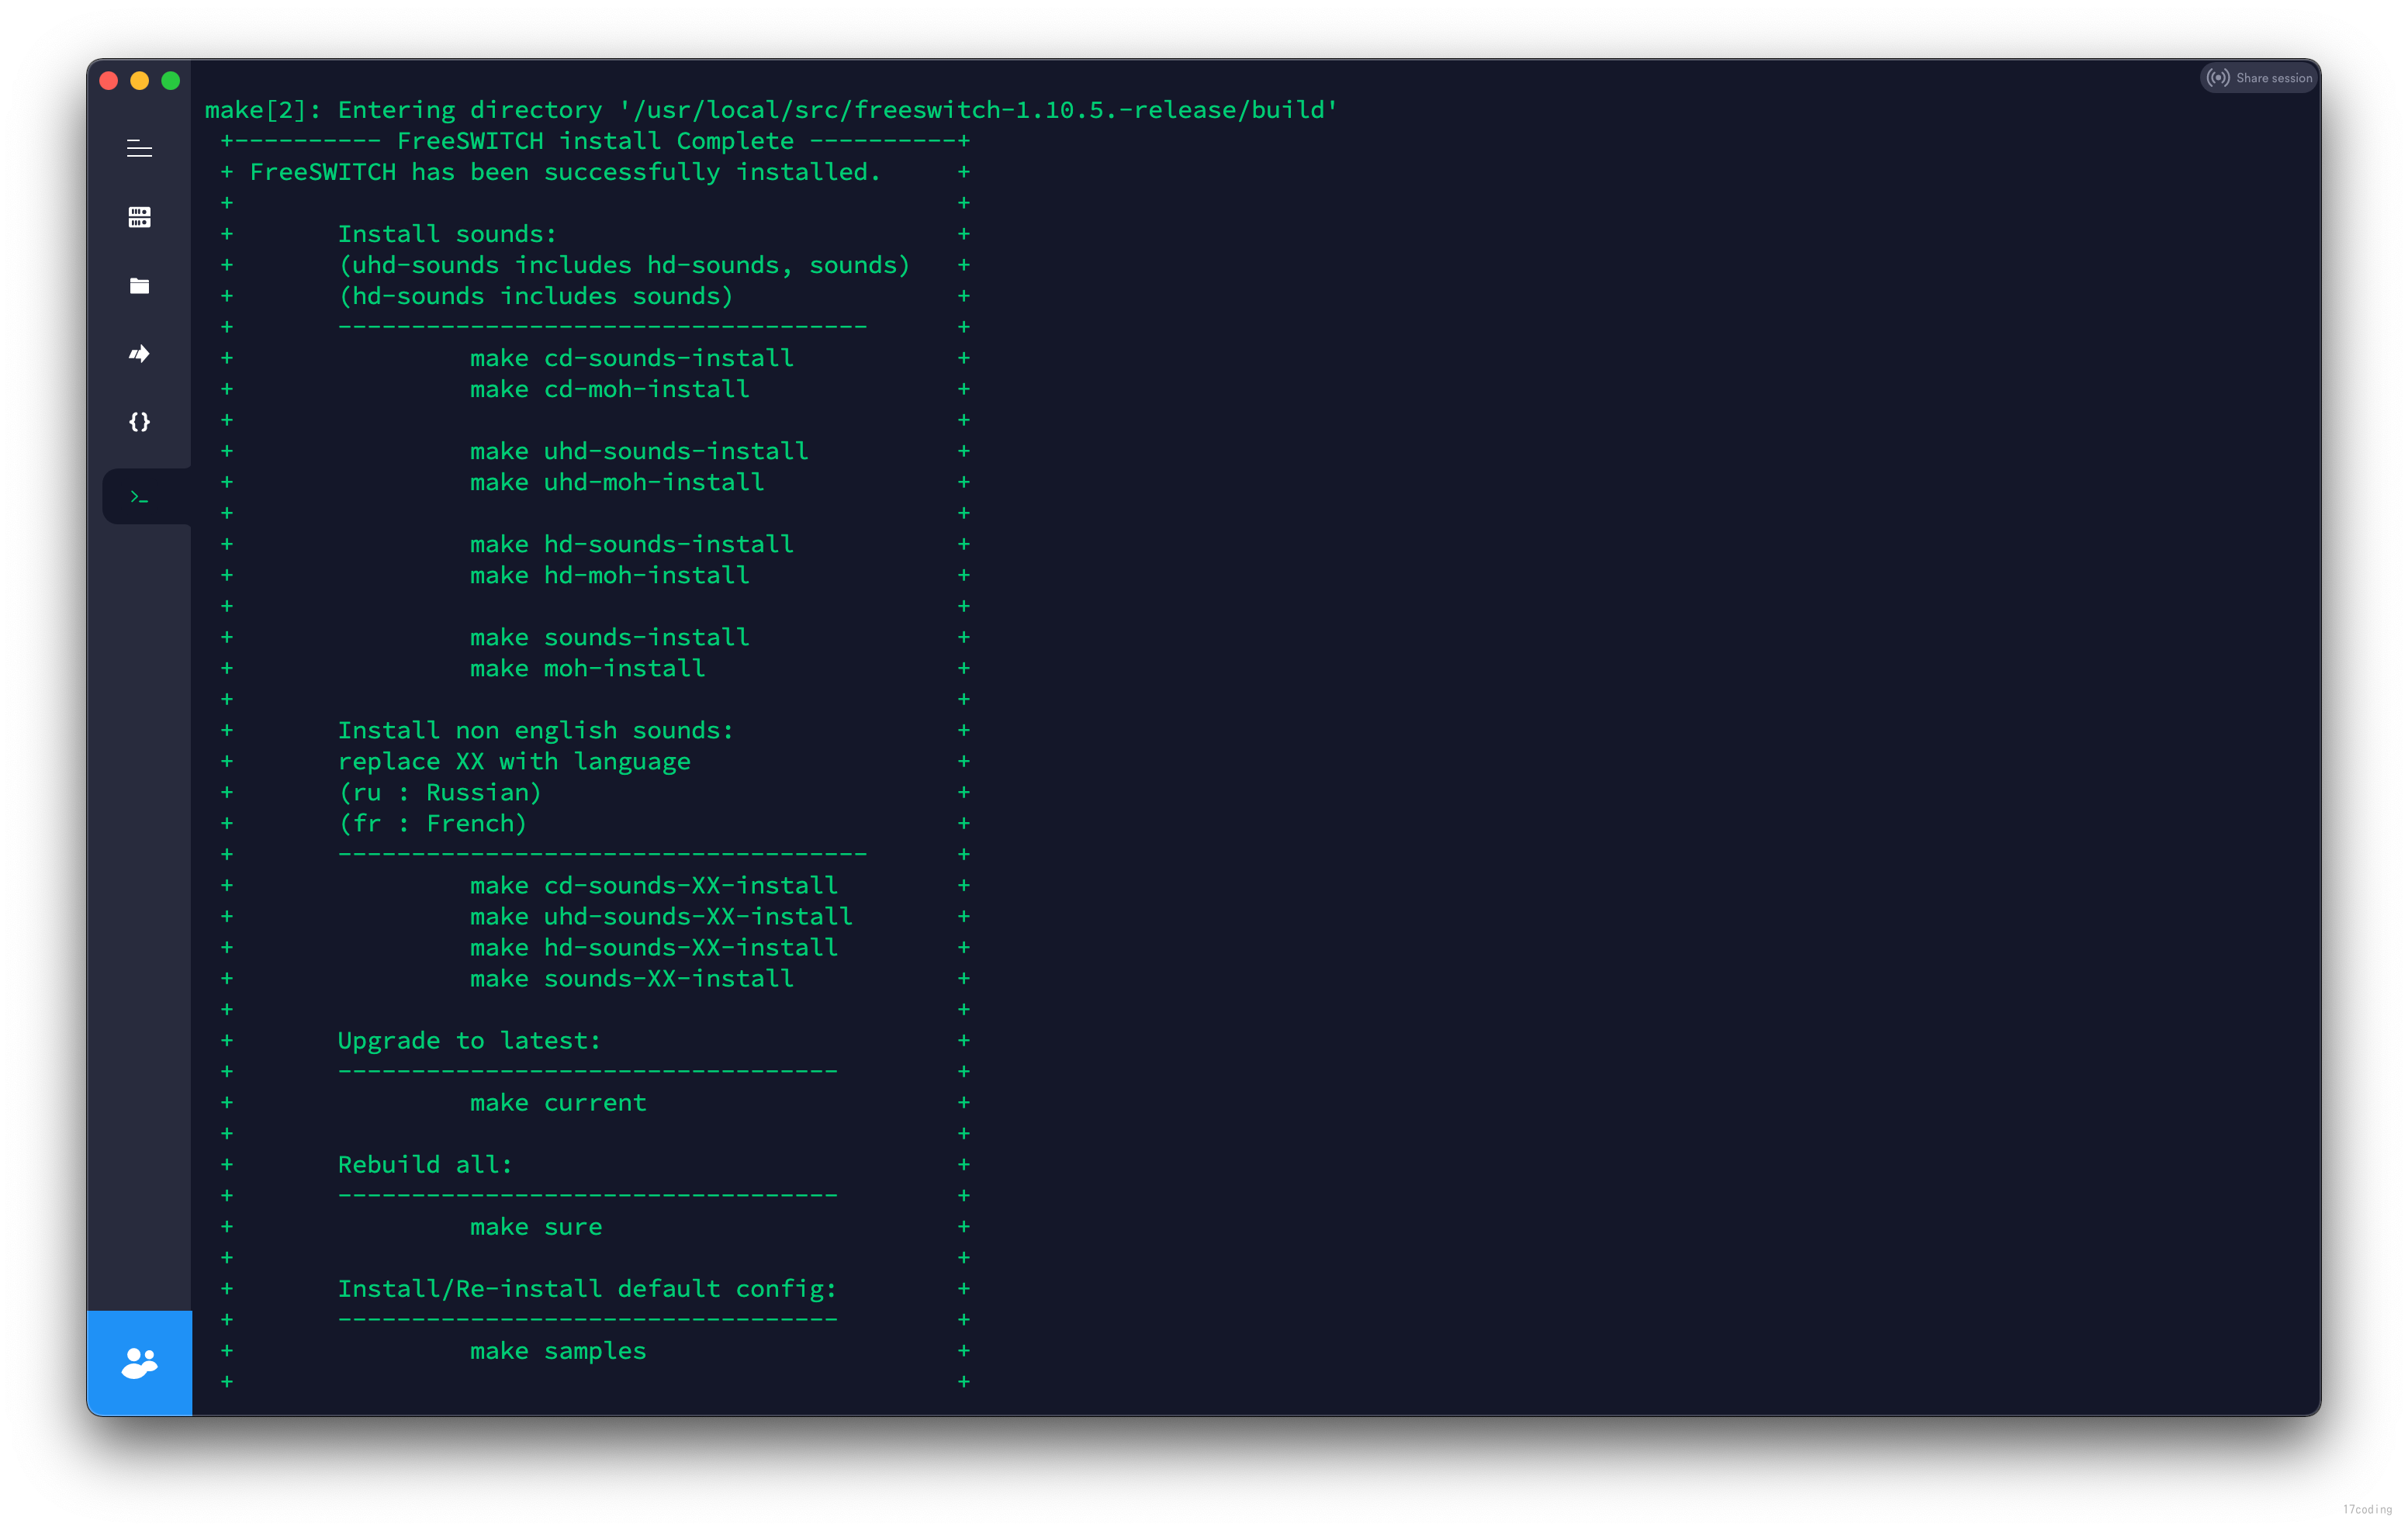 Share session
make[2]: Entering directory '/usr/local/src/freeswitch-1.10.5.-release/build'
+---------- FreeSWITCH install Complete ----------+
+ FreeSWITCH has been successfully installed. +
+ +
+ Install sounds: +
+ (uhd-sounds includes hd-sounds, sounds) +
+ (hd-sounds includes sounds) +
+ ------------------------------------ +
+ make cd-sounds-install +
+ make cd-moh-install +
+ +
+ make uhd-sounds-install +
+ make uhd-moh-install +
+ +
+ make hd-sounds-install +
+ make hd-moh-install +
+ +
+ make sounds-install +
+ make moh-install +
+ +
+ Install non english sounds: +
+ replace XX with language +
+ (ru : Russian) +
+ (fr : French) +
+ ------------------------------------ +
+ make cd-sounds-XX-install +
+ make uhd-sounds-XX-install +
+ make hd-sounds-XX-install +
+ make sounds-XX-install +
+ +
+ Upgrade to latest: +
+ ---------------------------------- +
+ make current +
+ +
+ Rebuild all: +
+ ---------------------------------- +
+ make sure +
+ +
+ Install/Re-install default config: +
+ ---------------------------------- +
+ make samples +
+ +
17coding